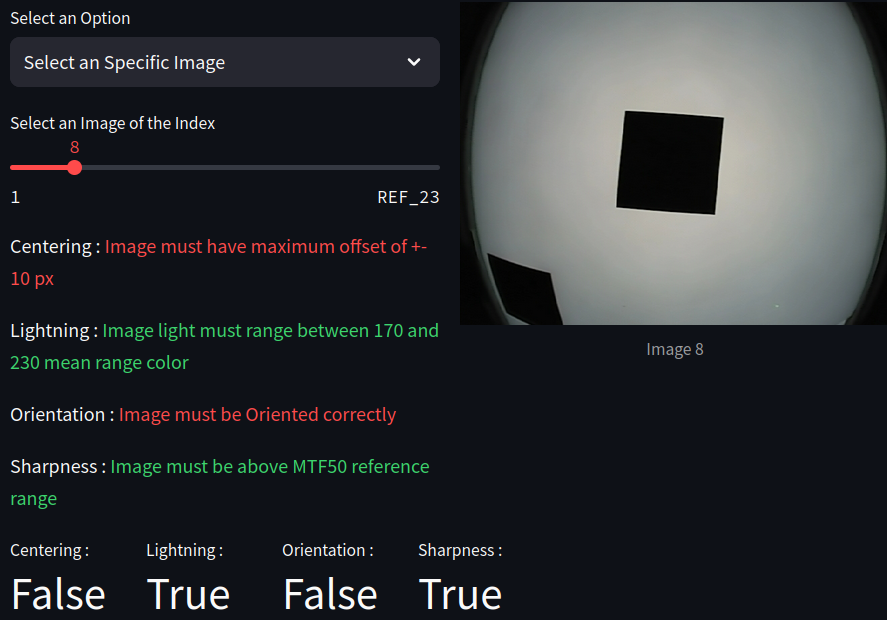 Select an Option
Select an Specific Image
Select an Image of the Index
8
1
REF_23
Centering : Image must have maximum offset of +-
10 px
Lightning : Image light must range between 170 and
230 mean range color
Orientation : Image must be Oriented correctly
Sharpness : Image must be above MTF50 reference
range
Centering :
False
Lightning :
True
Orientation :
False
Sharpness :
True
Image 8